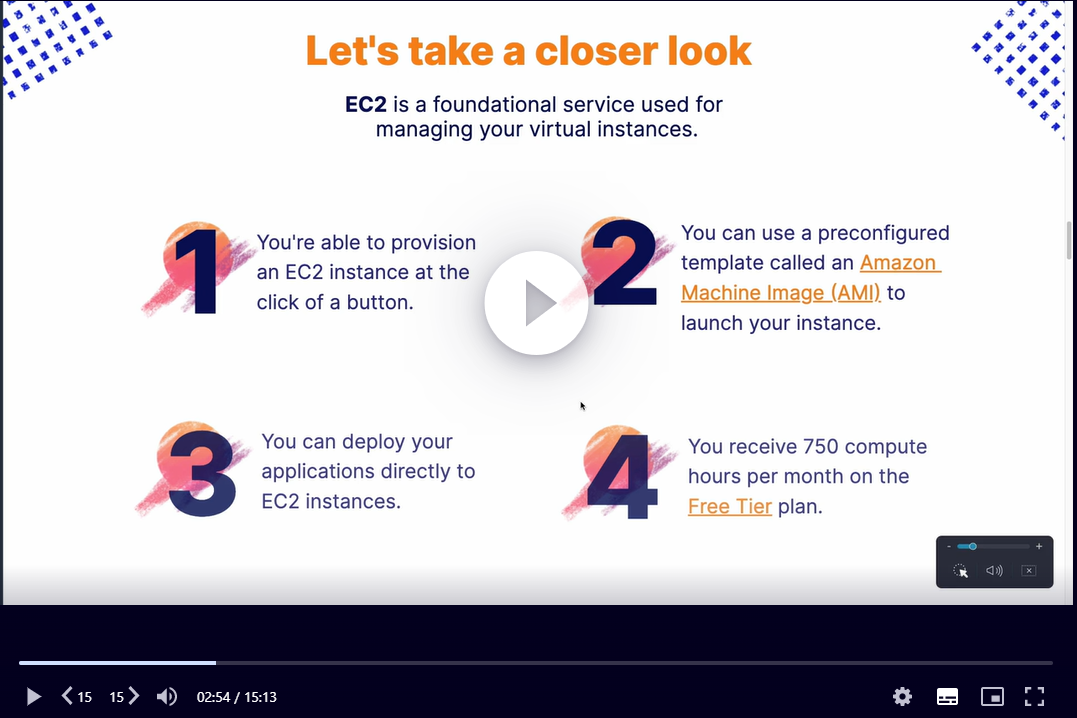 Let's take a closer look
EC2 is a foundational service used for
managing your virtual instances.
1
You're able to provision
an EC2 instance at the
click of a button.
2
You can use a preconfigured
template called an Amazon
Machine Image (AMI) to
launch your instance.
3
You can deploy your
applications directly to
EC2 instances.
4
You receive 750 compute
hours per month on the
Free Tier plan.
- +
15 15 02:54 / 15:13